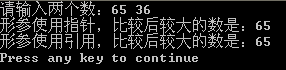 请输入两个数：65 36
形参使用指针，比较后较大的数是：65
形参使用引用，比较后较大的数是：65
Press any key to continue